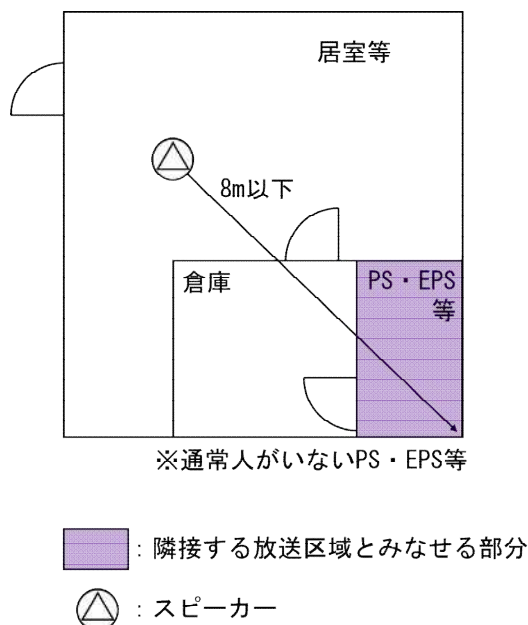 居室等
8m以下
倉庫
PS・EPS
等
※通常人がいないPS・EPS等
：隣接する放送区域とみなせる部分
：スピーカー